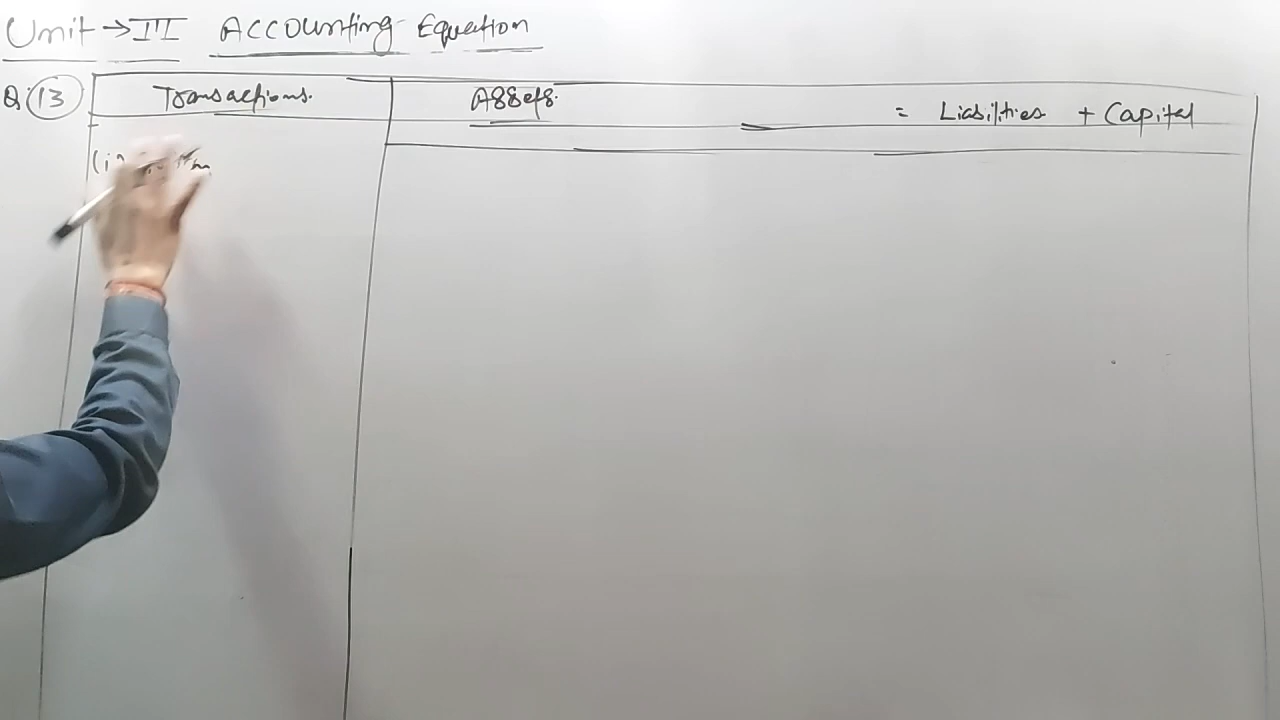 Unit → III Accounting Equation
Q. 13 Transactions. Assets. = Liabilities + Capital
(i)